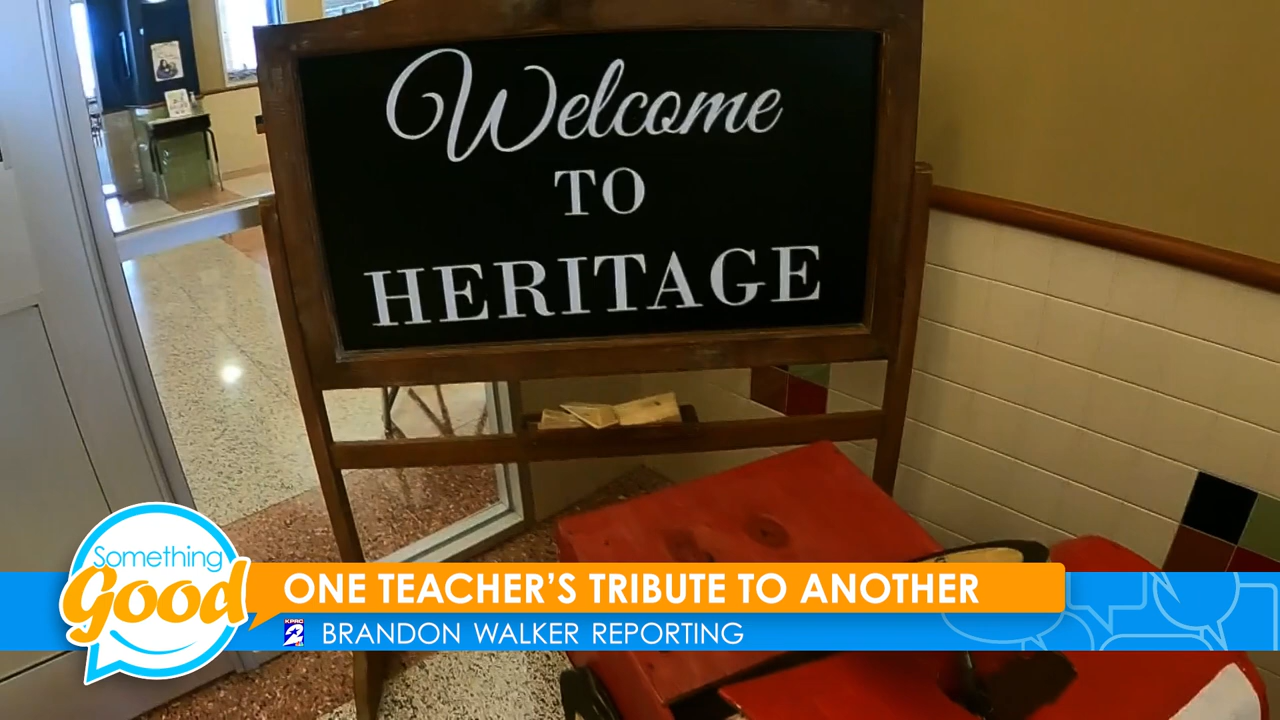 Welcome
TO
HERITAGE
Something
Good
ONE TEACHER'S TRIBUTE TO ANOTHER
KPRC
2
BRANDON WALKER REPORTING